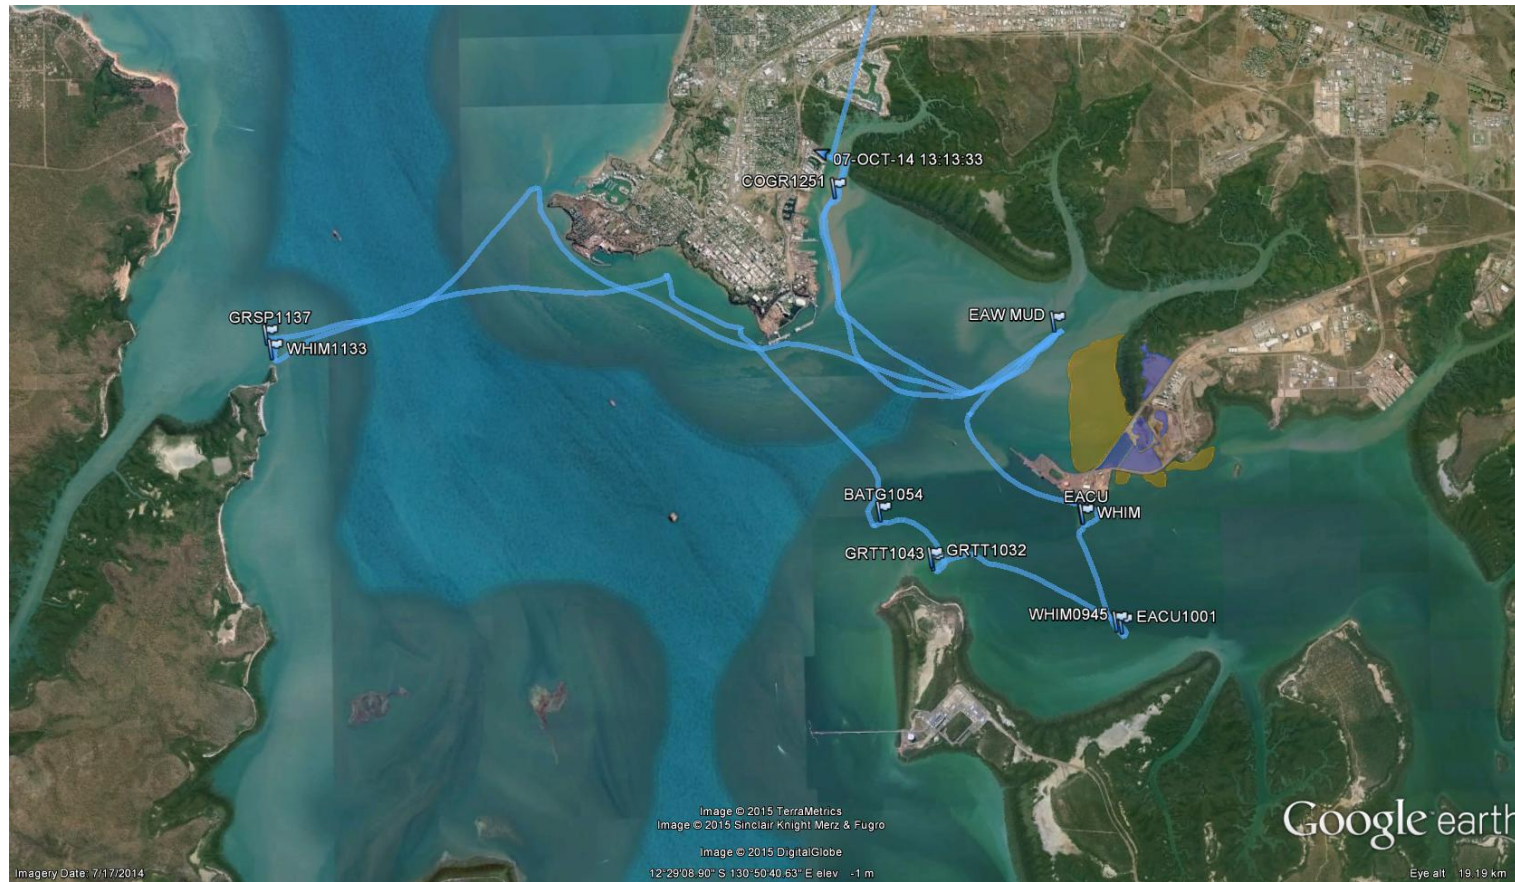 07-OCT-14 13:13:33
COGR1251
GRSP1137
WHIM1133
EAW MUD
BATG1054
EACU
WHIM
GRTT1043
GRTT1032
WHIM0945
EACU1001
Image © 2015 TerraMetrics
Image © 2015 Sinclair Knight Merz & Fugro
Image © 2015 DigitalGlobe
Google earth
Imagery Date: 7/17/2014
12°29'08.90" S 130°50'40.63" E elev -1 m
Eye alt 19.19 km